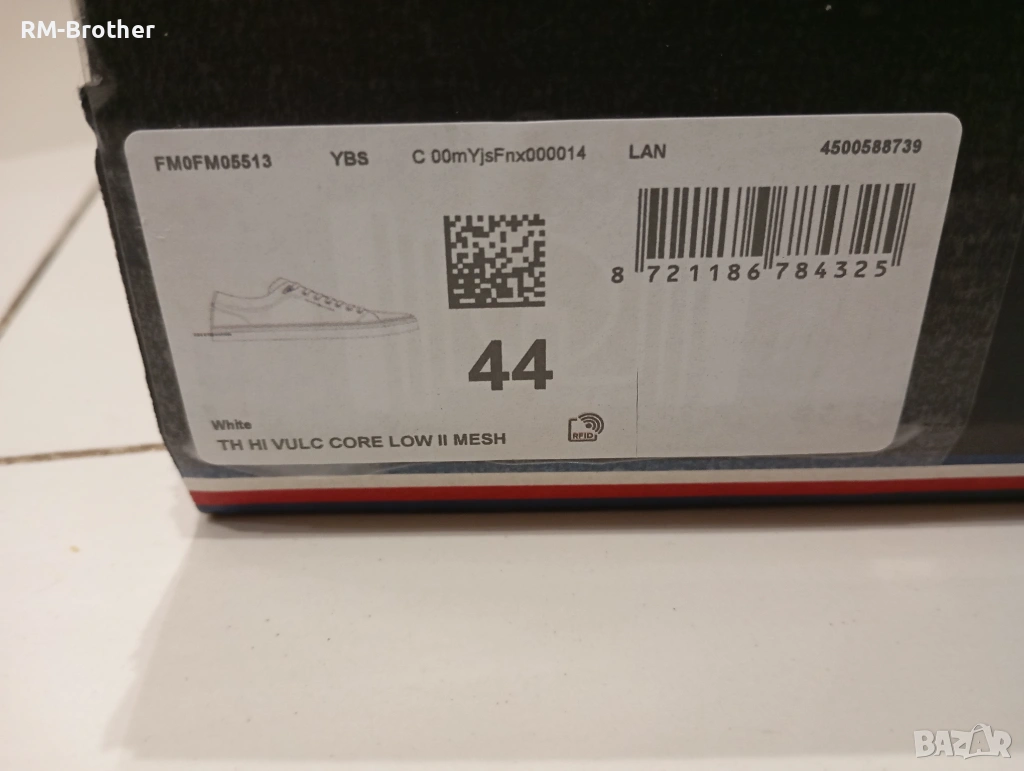 RM-Brother
FM0FM05513 YBS C 00mYjsFnx000014 LAN 4500588739
8 721186 784325
44
White
TH HI VULC CORE LOW II MESH
RFID
BAZAR